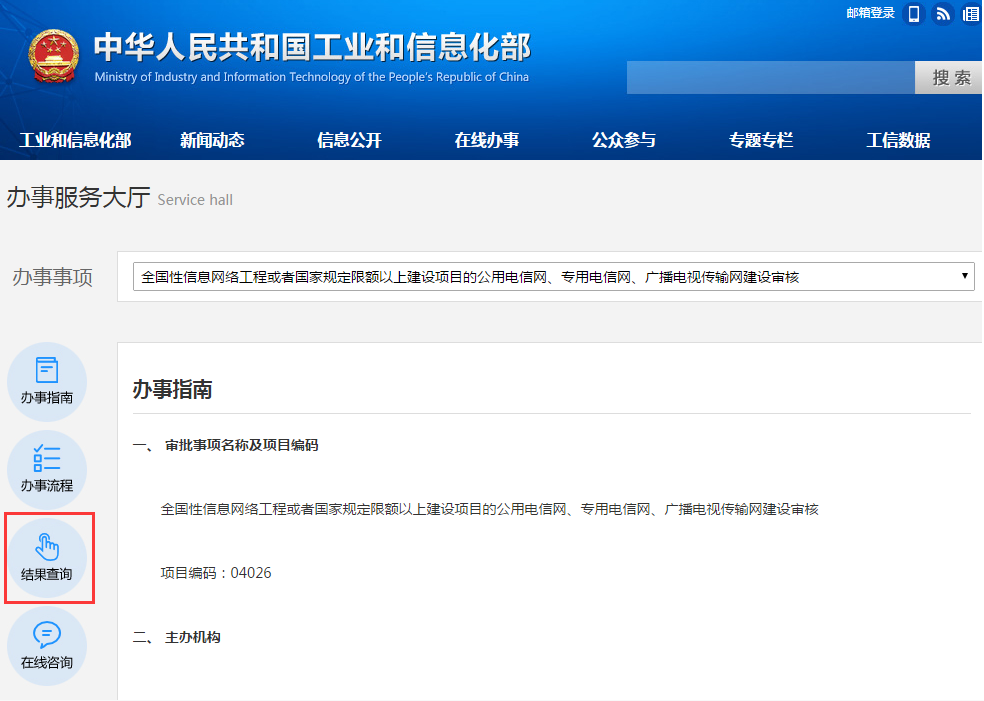 邮箱登录
中华人民共和国工业和信息化部
Ministry of Industry and Information Technology of the People's Republic of China
搜 索
工业和信息化部 新闻动态 信息公开 在线办事 公众参与 专题专栏 工信数据
办事服务大厅 Service hall
办事事项
全国性信息网络工程或者国家规定限额以上建设项目的公用电信网、专用电信网、广播电视传输网建设审核
办事指南
办事流程
结果查询
在线咨询
办事指南
一、 审批事项名称及项目编码
全国性信息网络工程或者国家规定限额以上建设项目的公用电信网、专用电信网、广播电视传输网建设审核
项目编码：04026
二、 主办机构